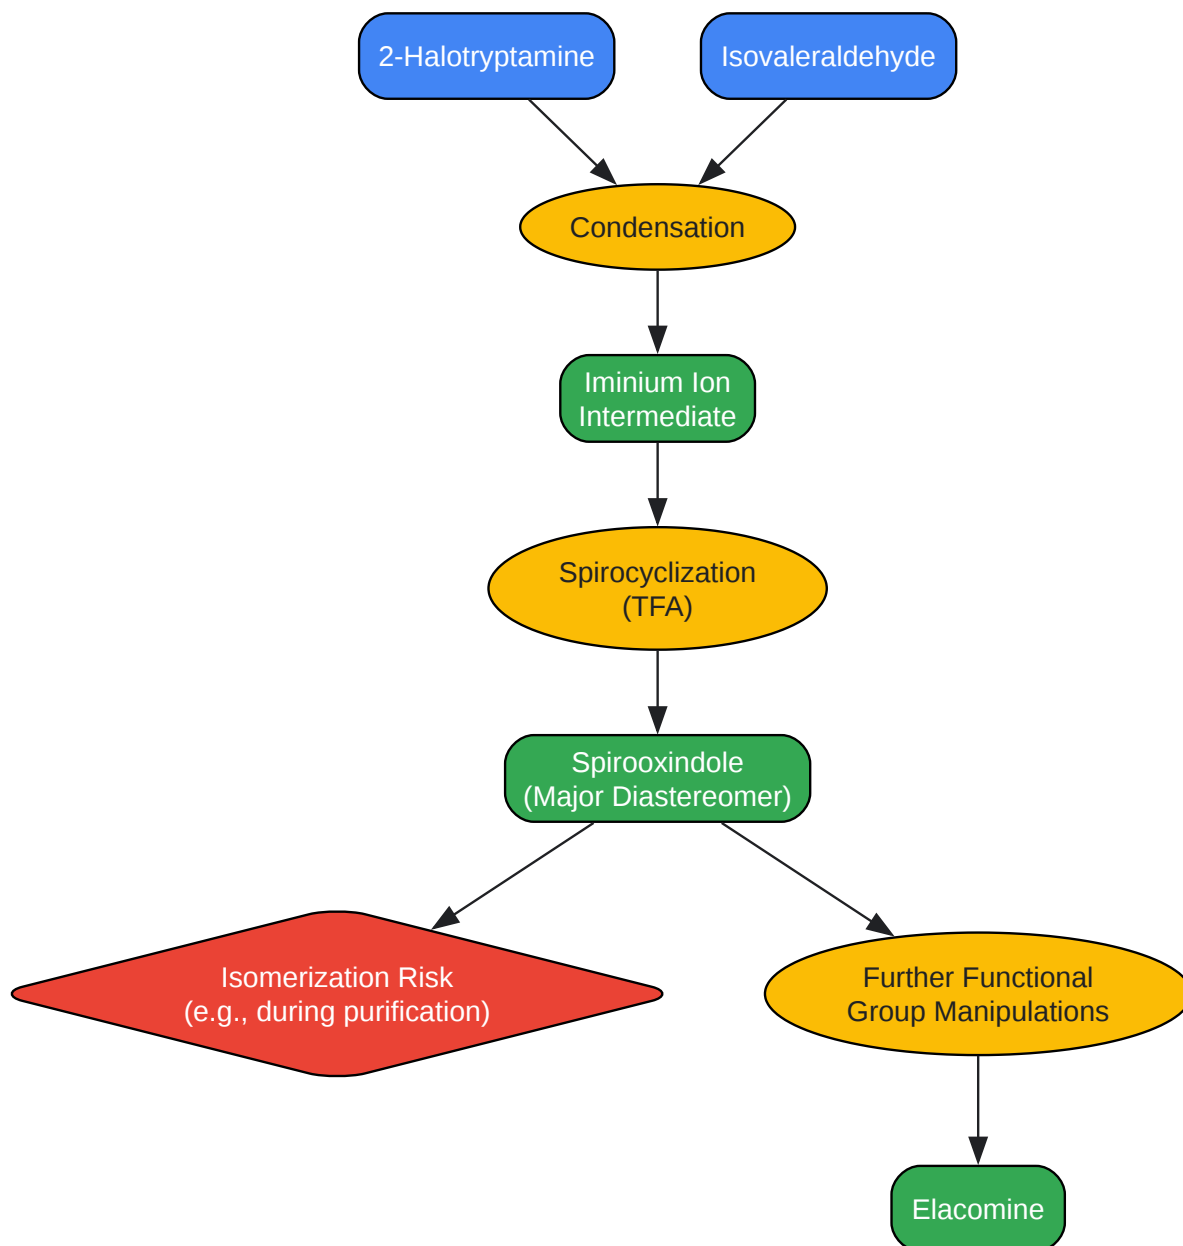 2-Halotryptamine
Isovaleraldehyde
Condensation
Iminium Ion
Intermediate
Spirocyclization
(TFA)
Spirooxindole
(Major Diastereomer)
Isomerization Risk
(e.g., during purification)
Further Functional
Group Manipulations
Elacomine